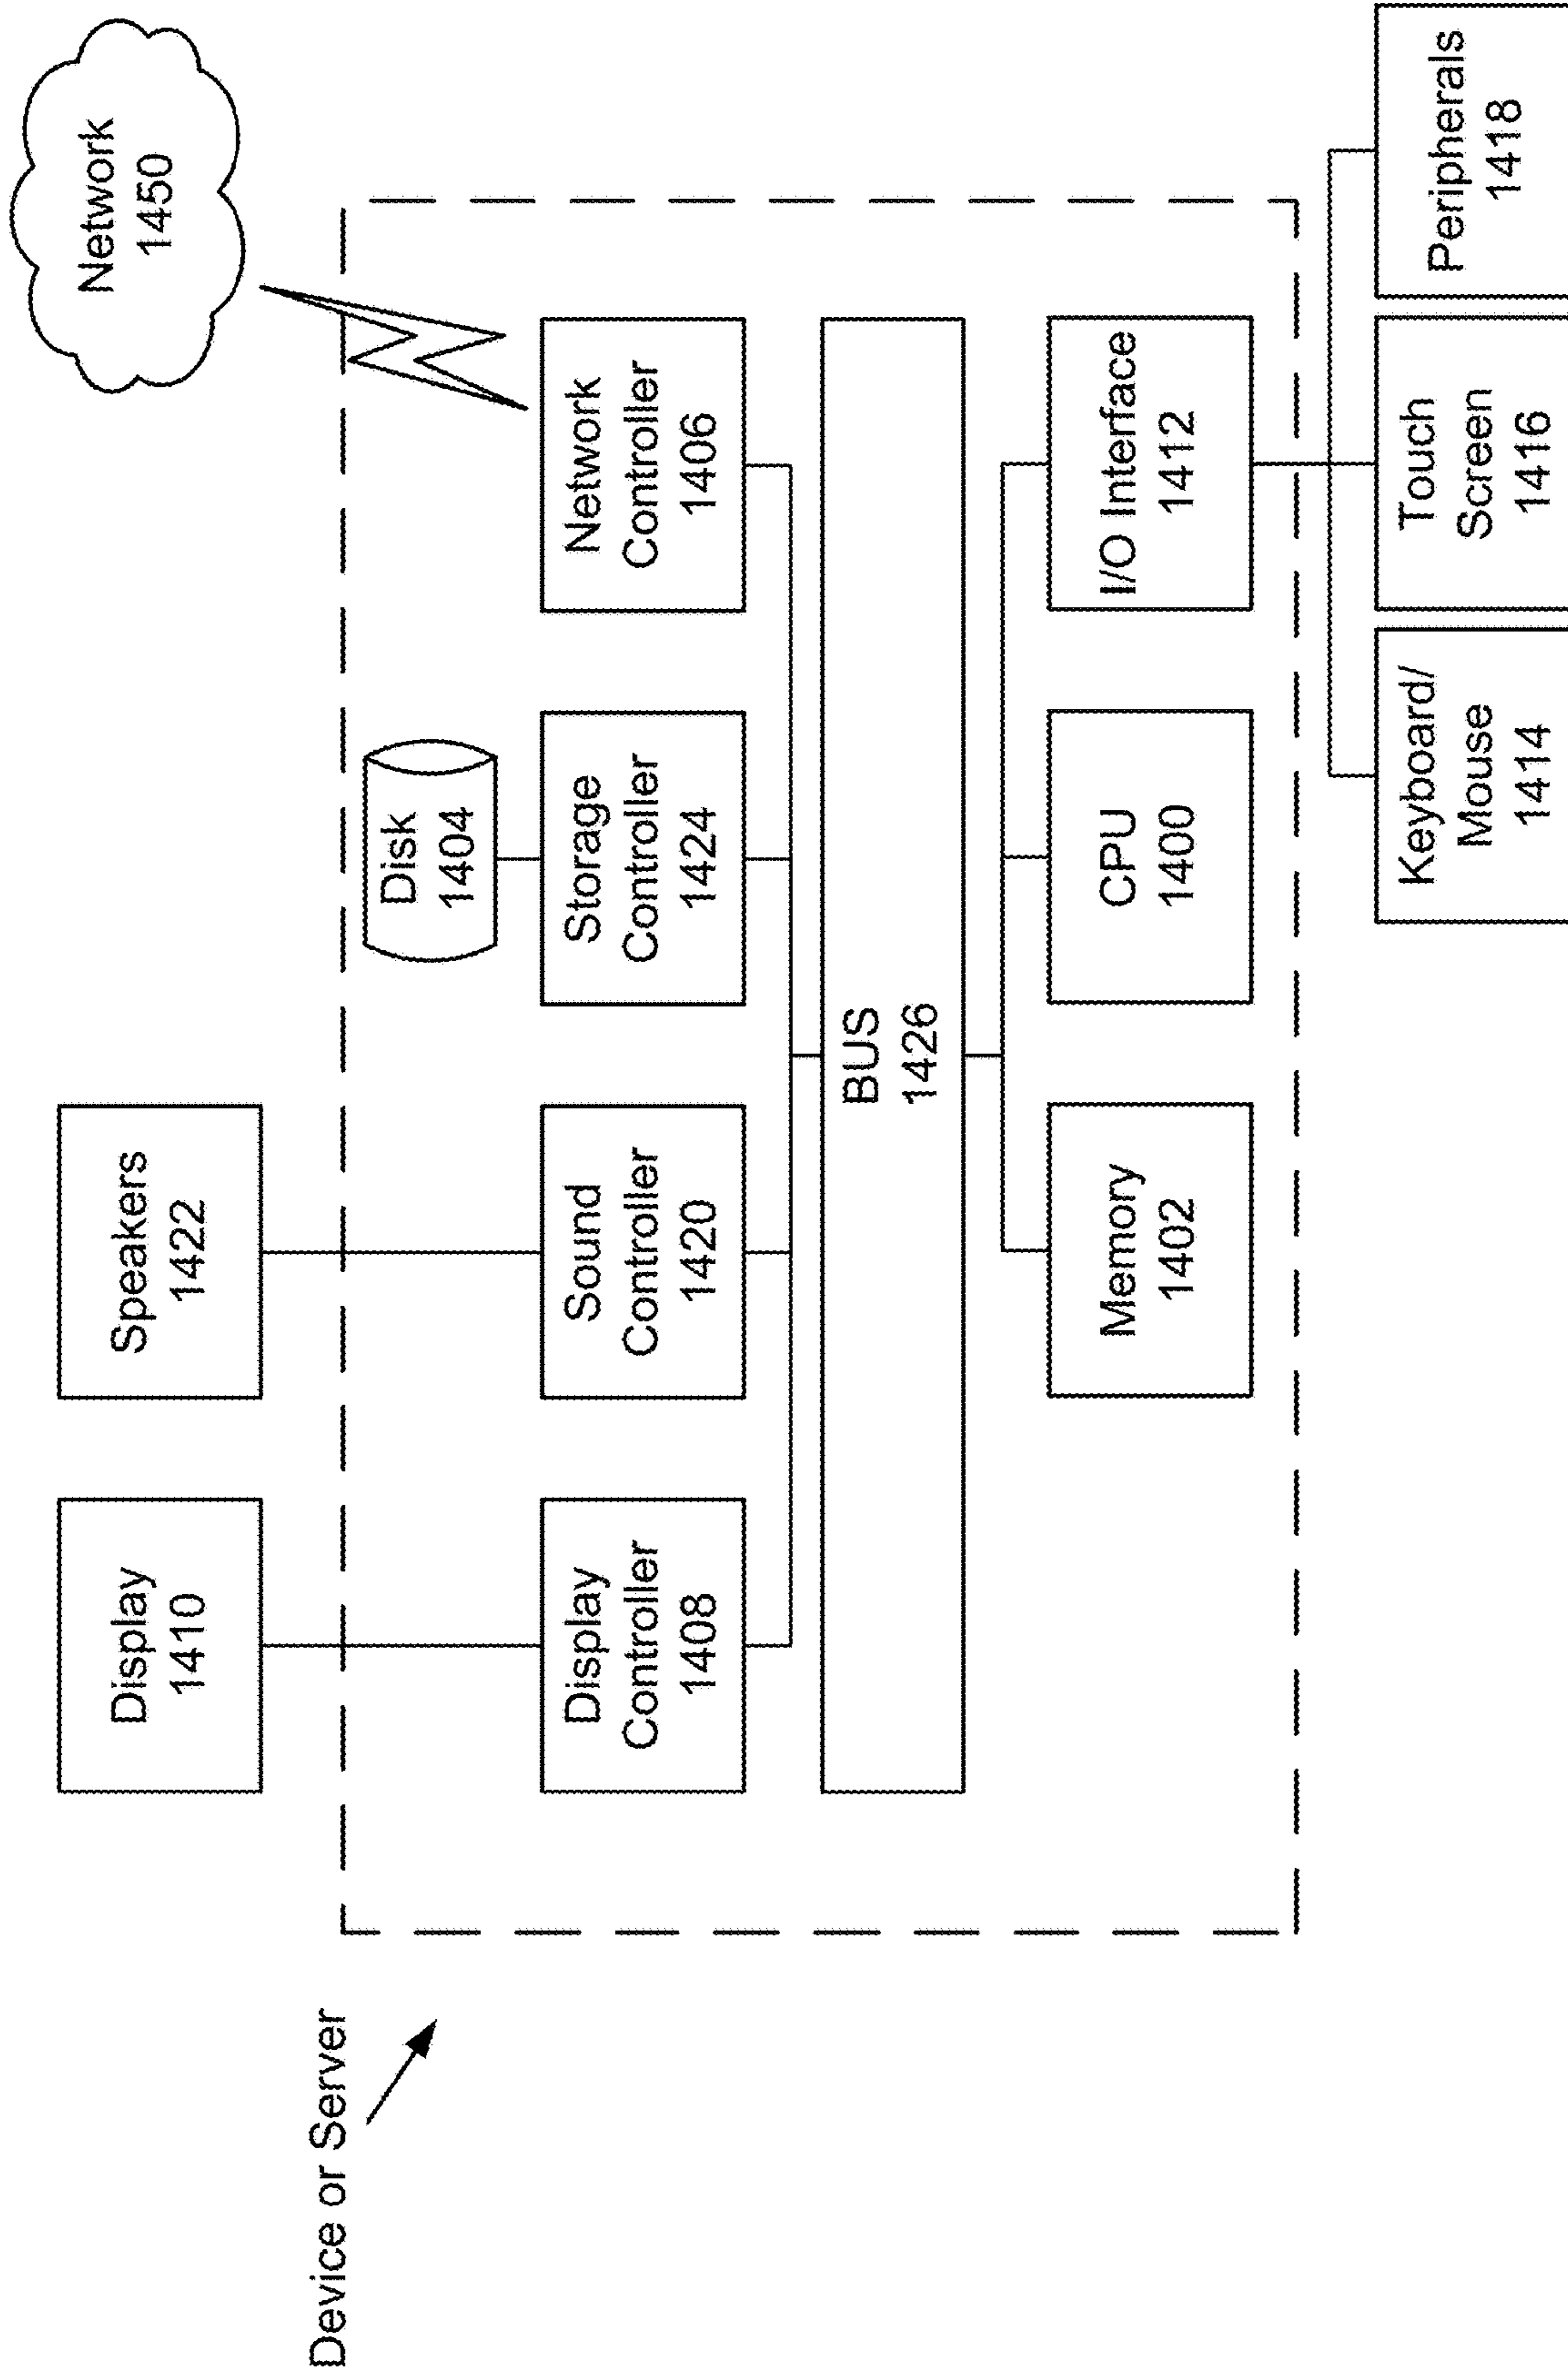 Network
1450
Display
1410
Speakers
1422
Device or Server
Disk
1404
Display
Controller
1408
Sound
Controller
1420
Storage
Controller
1424
Network
Controller
1406
BUS
1426
Memory
1402
CPU
1400
I/O Interface
1412
Keyboard/
Mouse
1414
Touch
Screen
1416
Peripherals
1418